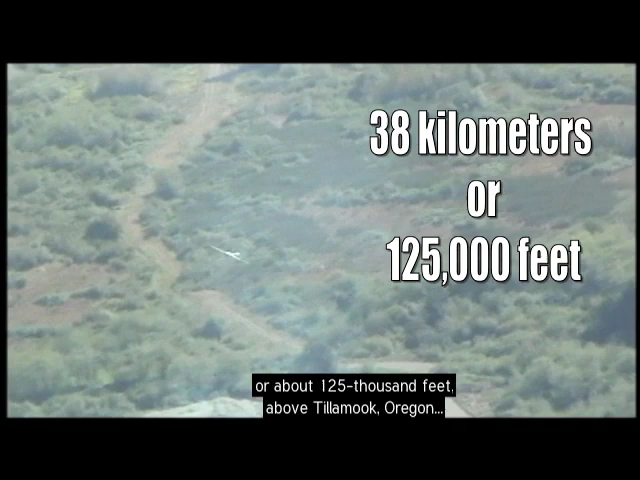 38 kilometers
or
125,000 feet
or about 125-thousand feet,
above Tillamook, Oregon...